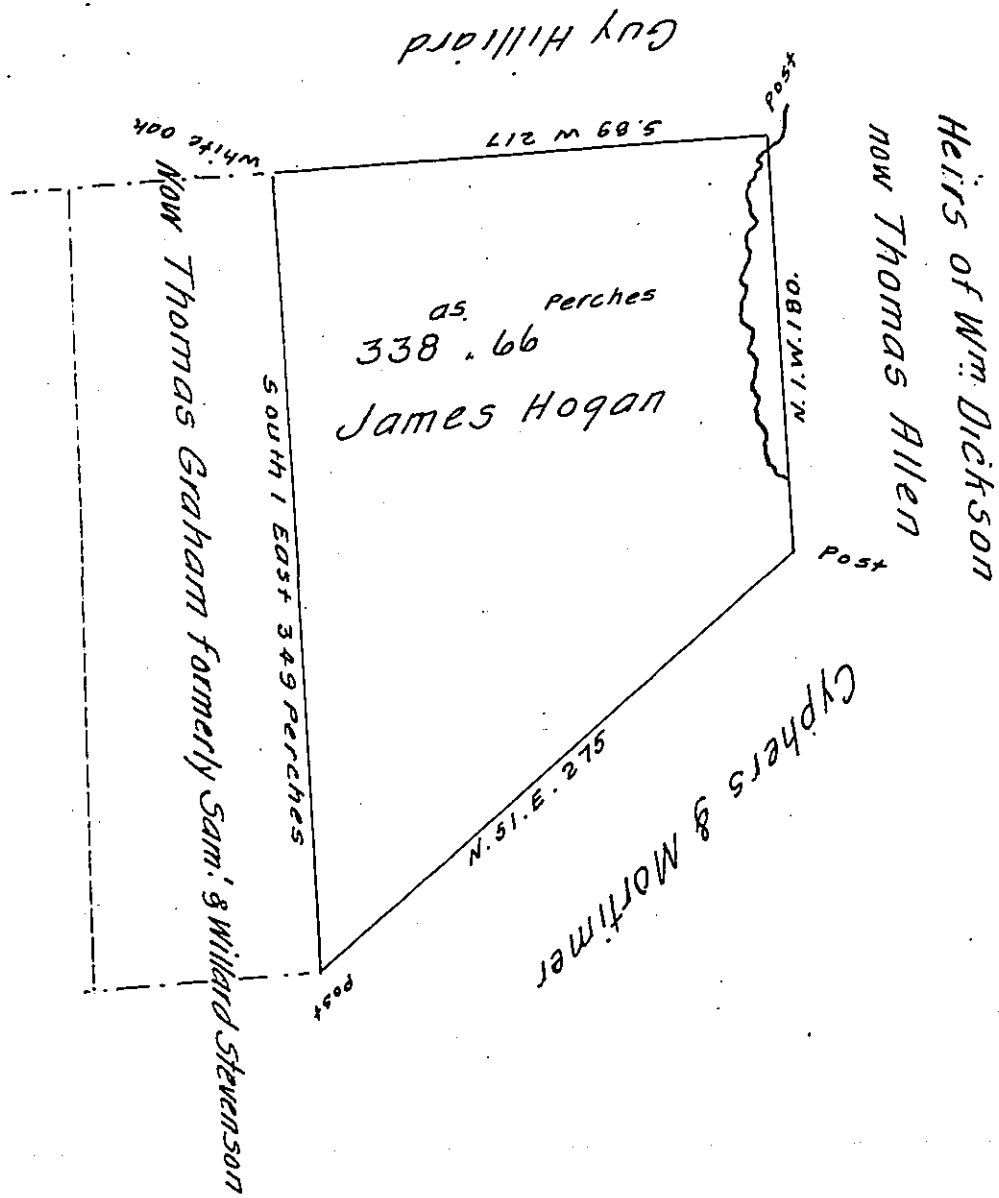 Guy Hilliard
Post
white oak
S. 89 W 217
Heirs of Wm. Dickson
now Thomas Allen
as. Perches
338 . 66
James Hogan
N. 1. W. 180.
South 1 East 349 Perches
Now Thomas Graham formerly Sam.' & Willard Stevenson
Post
N. 51. E. 275
Cyphers & Mortimer
Post